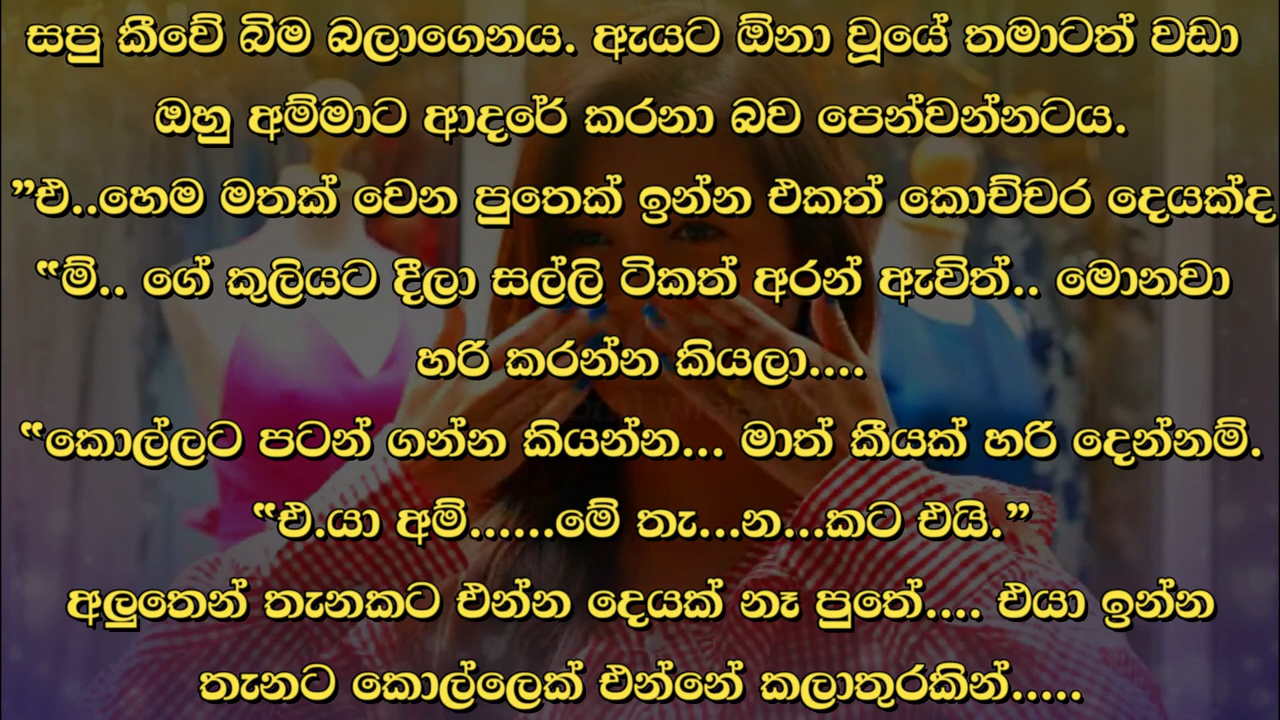 සපු කීවේ බිම බලාගෙනය. ඇයට ඕනා වූයේ තමාටත් වඩා
ඔහු අම්මාට ආදරේ කරනා බව පෙන්වන්නටය.
”එ..හෙම මතක් වෙන පුතෙක් ඉන්න එකත් කොච්චර දෙයක්ද
“ම්.. ගේ කුලියට දීලා සල්ලි ටිකත් අරන් ඇවිත්.. මොනවා
හරි කරන්න කියලා....
“කොල්ලට පටන් ගන්න කියන්න... මාත් කීයක් හරි දෙන්නම්.
“එ.යා අම්......මේ තැ...න...කට එයි.”
අලුතෙන් තැනකට එන්න දෙයක් නෑ පුතේ.... එයා ඉන්න
තැනට කොල්ලෙක් එන්නේ කලාතුරකින්.....